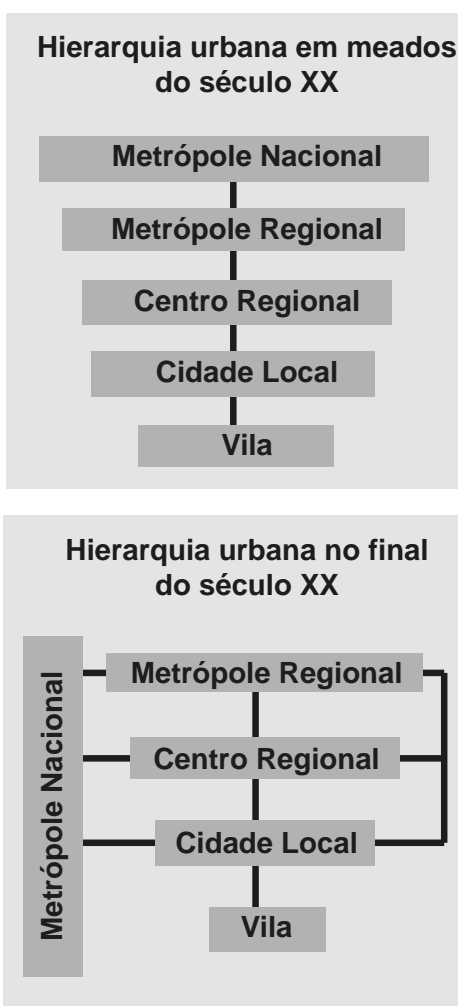 Hierarquia urbana em meados
do século XX
Metrópole Nacional
Metrópole Regional
Centro Regional
Cidade Local
Vila
Hierarquia urbana no final
do século XX
Metrópole Nacional
Metrópole Regional
Centro Regional
Cidade Local
Vila